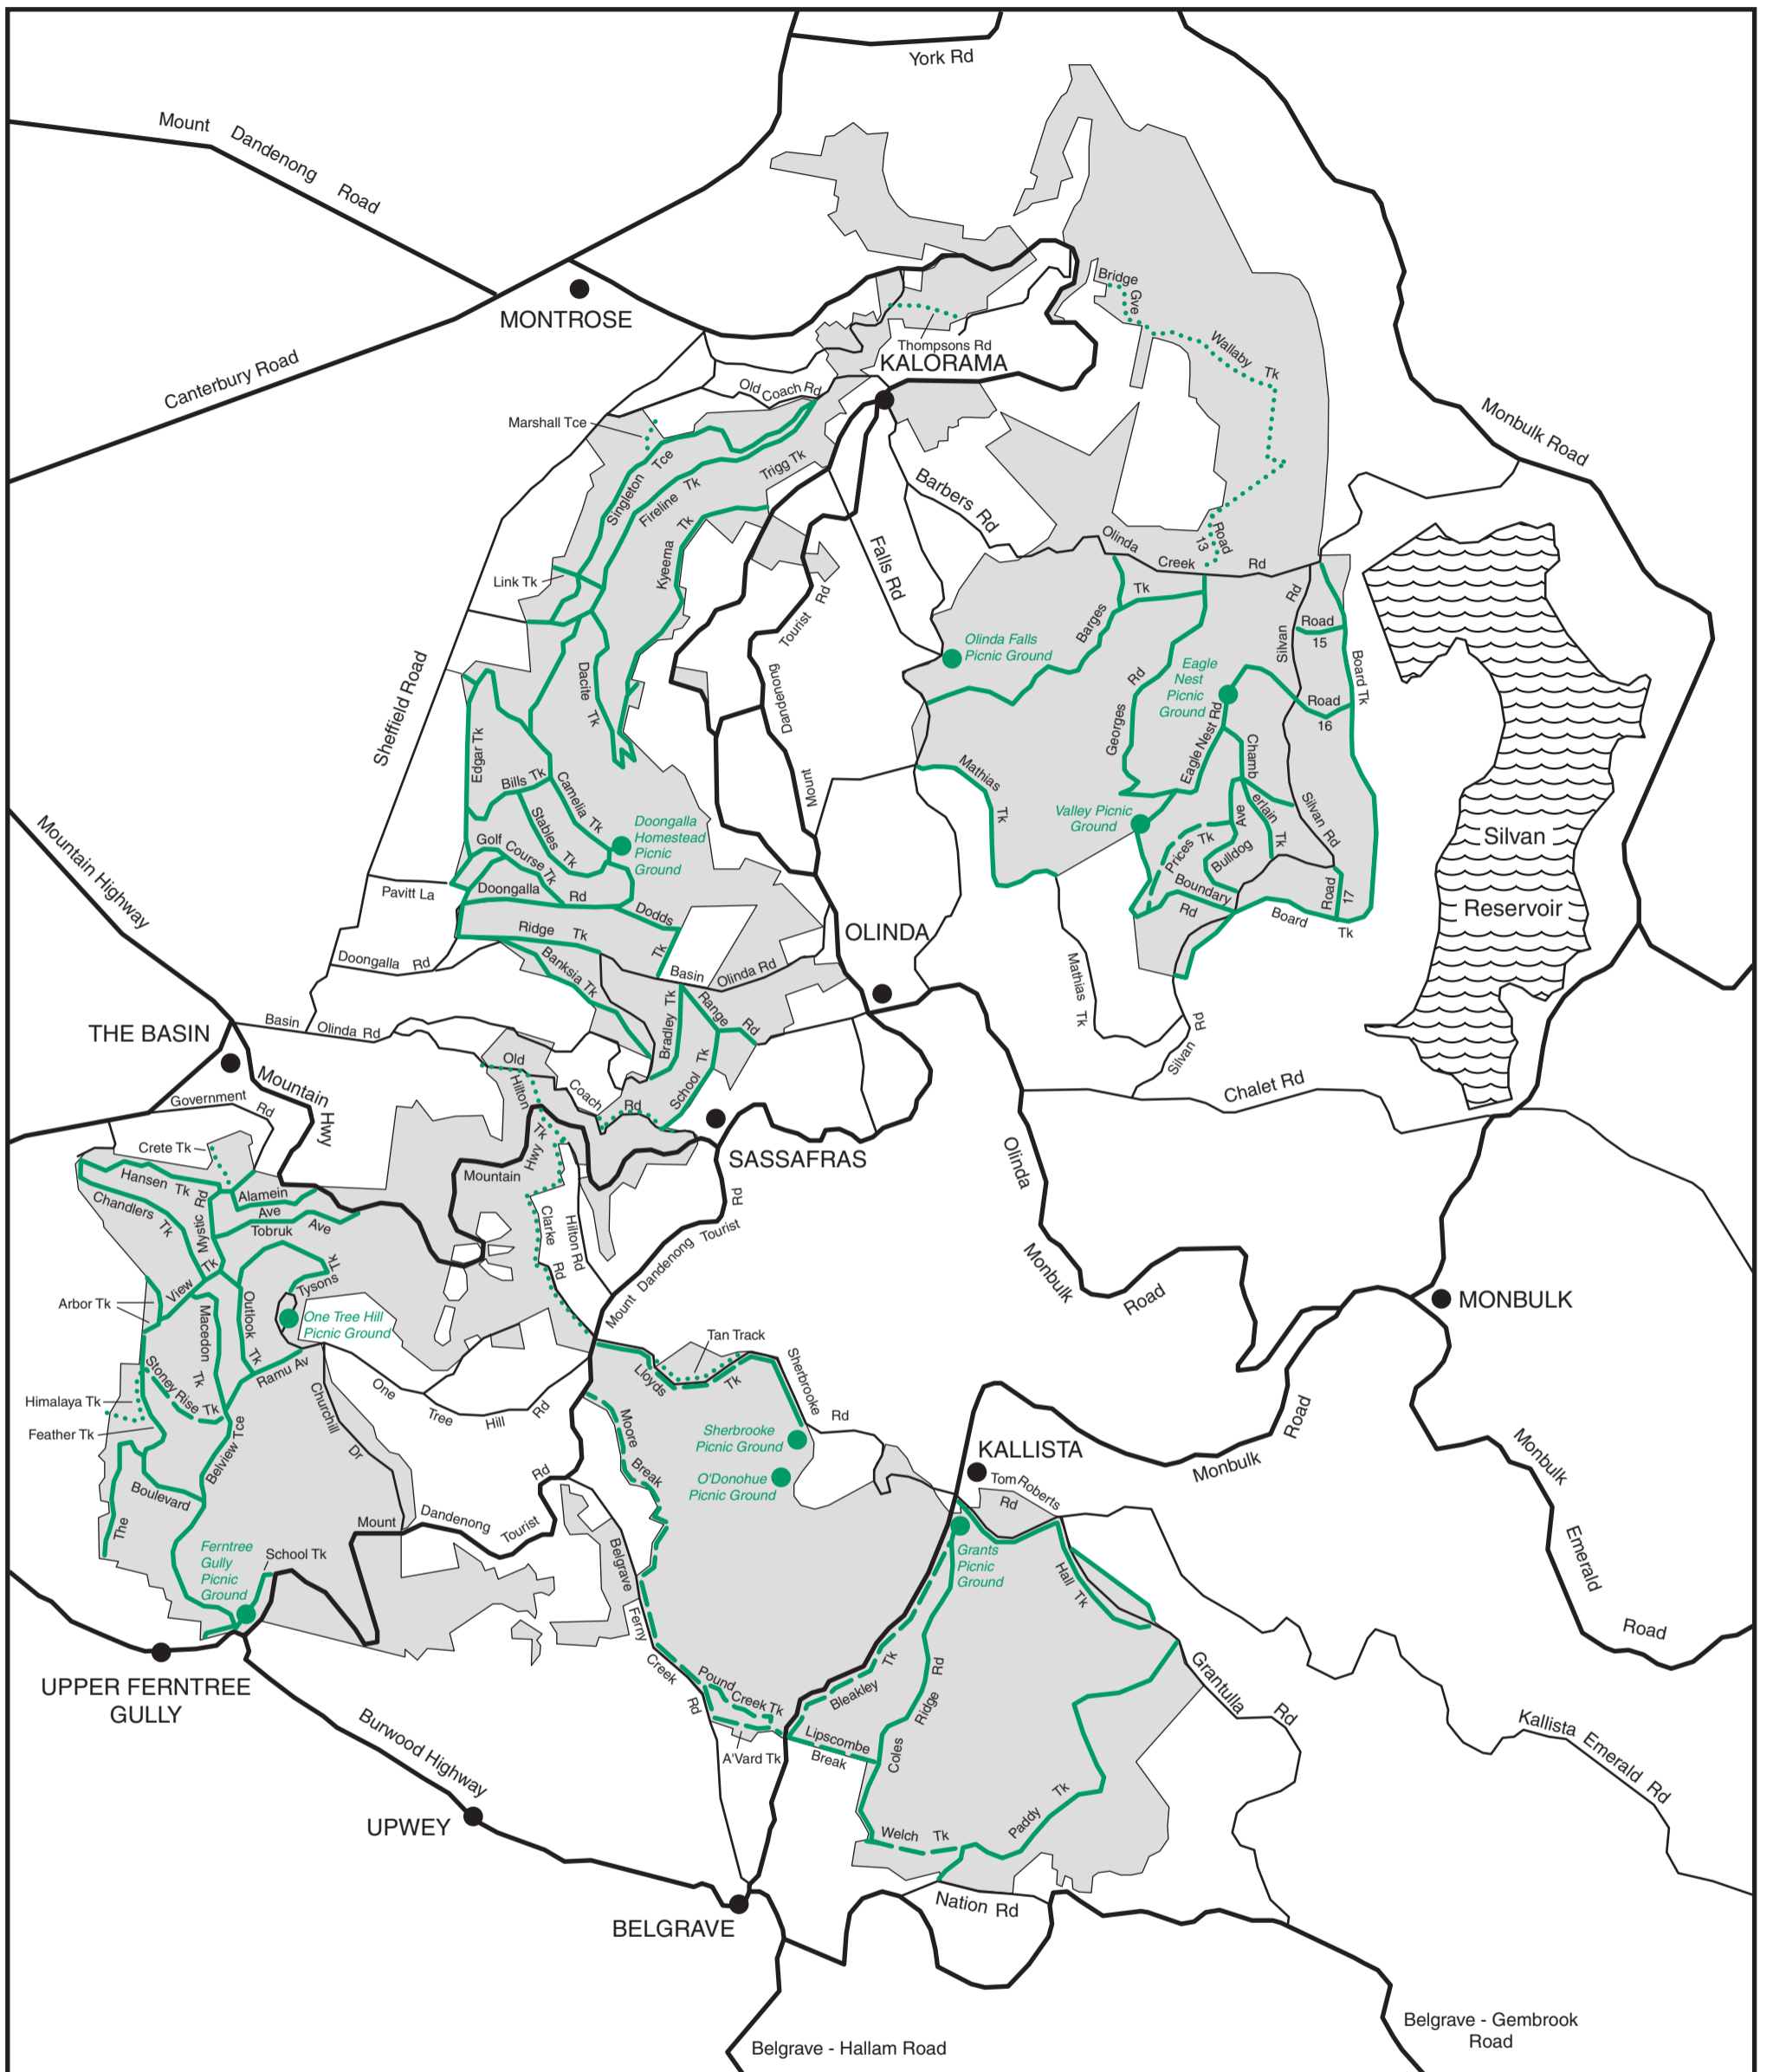 York Rd
Mount Dandenong Road
MONTROSE
Canterbury Road
Bridge Gve
Wallaby Tk
Thompsons Rd
KALORAMA
Old Coach Rd
Marshall Tce
Monbulk Road
Singleton Tce
Fireline Tk
Trigg Tk
Kyeema Tk
Barbers Rd
Falls Rd
Olinda Creek Rd
Road 13
Link Tk
Tourist Rd
Dandenong
Mount
Barges Tk
Olinda Falls
Picnic Ground
Silvan Rd
Road
15
Board Tk
Eagle
Nest
Picnic
Ground
Georges Rd
Road
16
Dacite Tk
Sheffield Road
Edgar Tk
Eagle Nest Rd
Chamb
erlain Tk
Mathias Tk
Bills Tk
Camelia Tk
Stables Tk
Valley Picnic
Ground
Ave
Bulldog
Prices Tk
Silvan Rd
Silvan
Reservoir
Doongalla
Homestead
Picnic
Ground
Golf Course Tk
Mountain Highway
Pavitt La
Doongalla Rd
Dodds Tk
Boundary Rd
Road 17
Board Tk
Ridge Tk
OLINDA
Banksia Tk
Doongalla Rd
Basin Olinda Rd
Mathias Tk
Bradley Tk
Range Rd
THE BASIN
Basin Olinda Rd
Silvan Rd
School Tk
Old
Coach Rd
Hilton Tk
Mountain Hwy
Government Rd
Chalet Rd
Crete Tk
SASSAFRAS
Mountain Hwy
Hansen Tk
Alamein Ave
Chandlers Tk
Mystic Rd
Tobruk Ave
Clarke Rd
Hilton Rd
Mount Dandenong Tourist Rd
Olinda
Monbulk
Road
MONBULK
View Tk
Tysons Tk
Arbor Tk
Macedon Tk
Outlook Tk
One Tree Hill
Picnic Ground
Tan Track
Lloyds Tk
Sherbrooke Rd
Ramu Av
Stoney Rise Tk
Himalaya Tk
Feather Tk
Churchill Dr
One Tree Hill Rd
Moore Break
Sherbrooke
Picnic Ground
O'Donohue
Picnic Ground
KALLISTA
Monbulk Road
Tom Roberts
Rd
Belview Tce
The Boulevard
Mount Dandenong Tourist Rd
Monbulk
Emerald
Road
Ferntree
Gully
Picnic
Ground
School Tk
Grants
Picnic
Ground
Hall Tk
Belgrave
Ferny
Creek
Rd
UPPER FERNTREE
GULLY
Pound
Creek Tk
Bleakley Tk
Ridge Rd
Coles
Grantulla Rd
Kallista Emerald Rd
Burwood Highway
A'Vard Tk
Lipscombe
Break
UPWEY
Welch Tk
Paddy Tk
Nation Rd
BELGRAVE
Belgrave - Hallam Road
Belgrave - Gembrook
Road